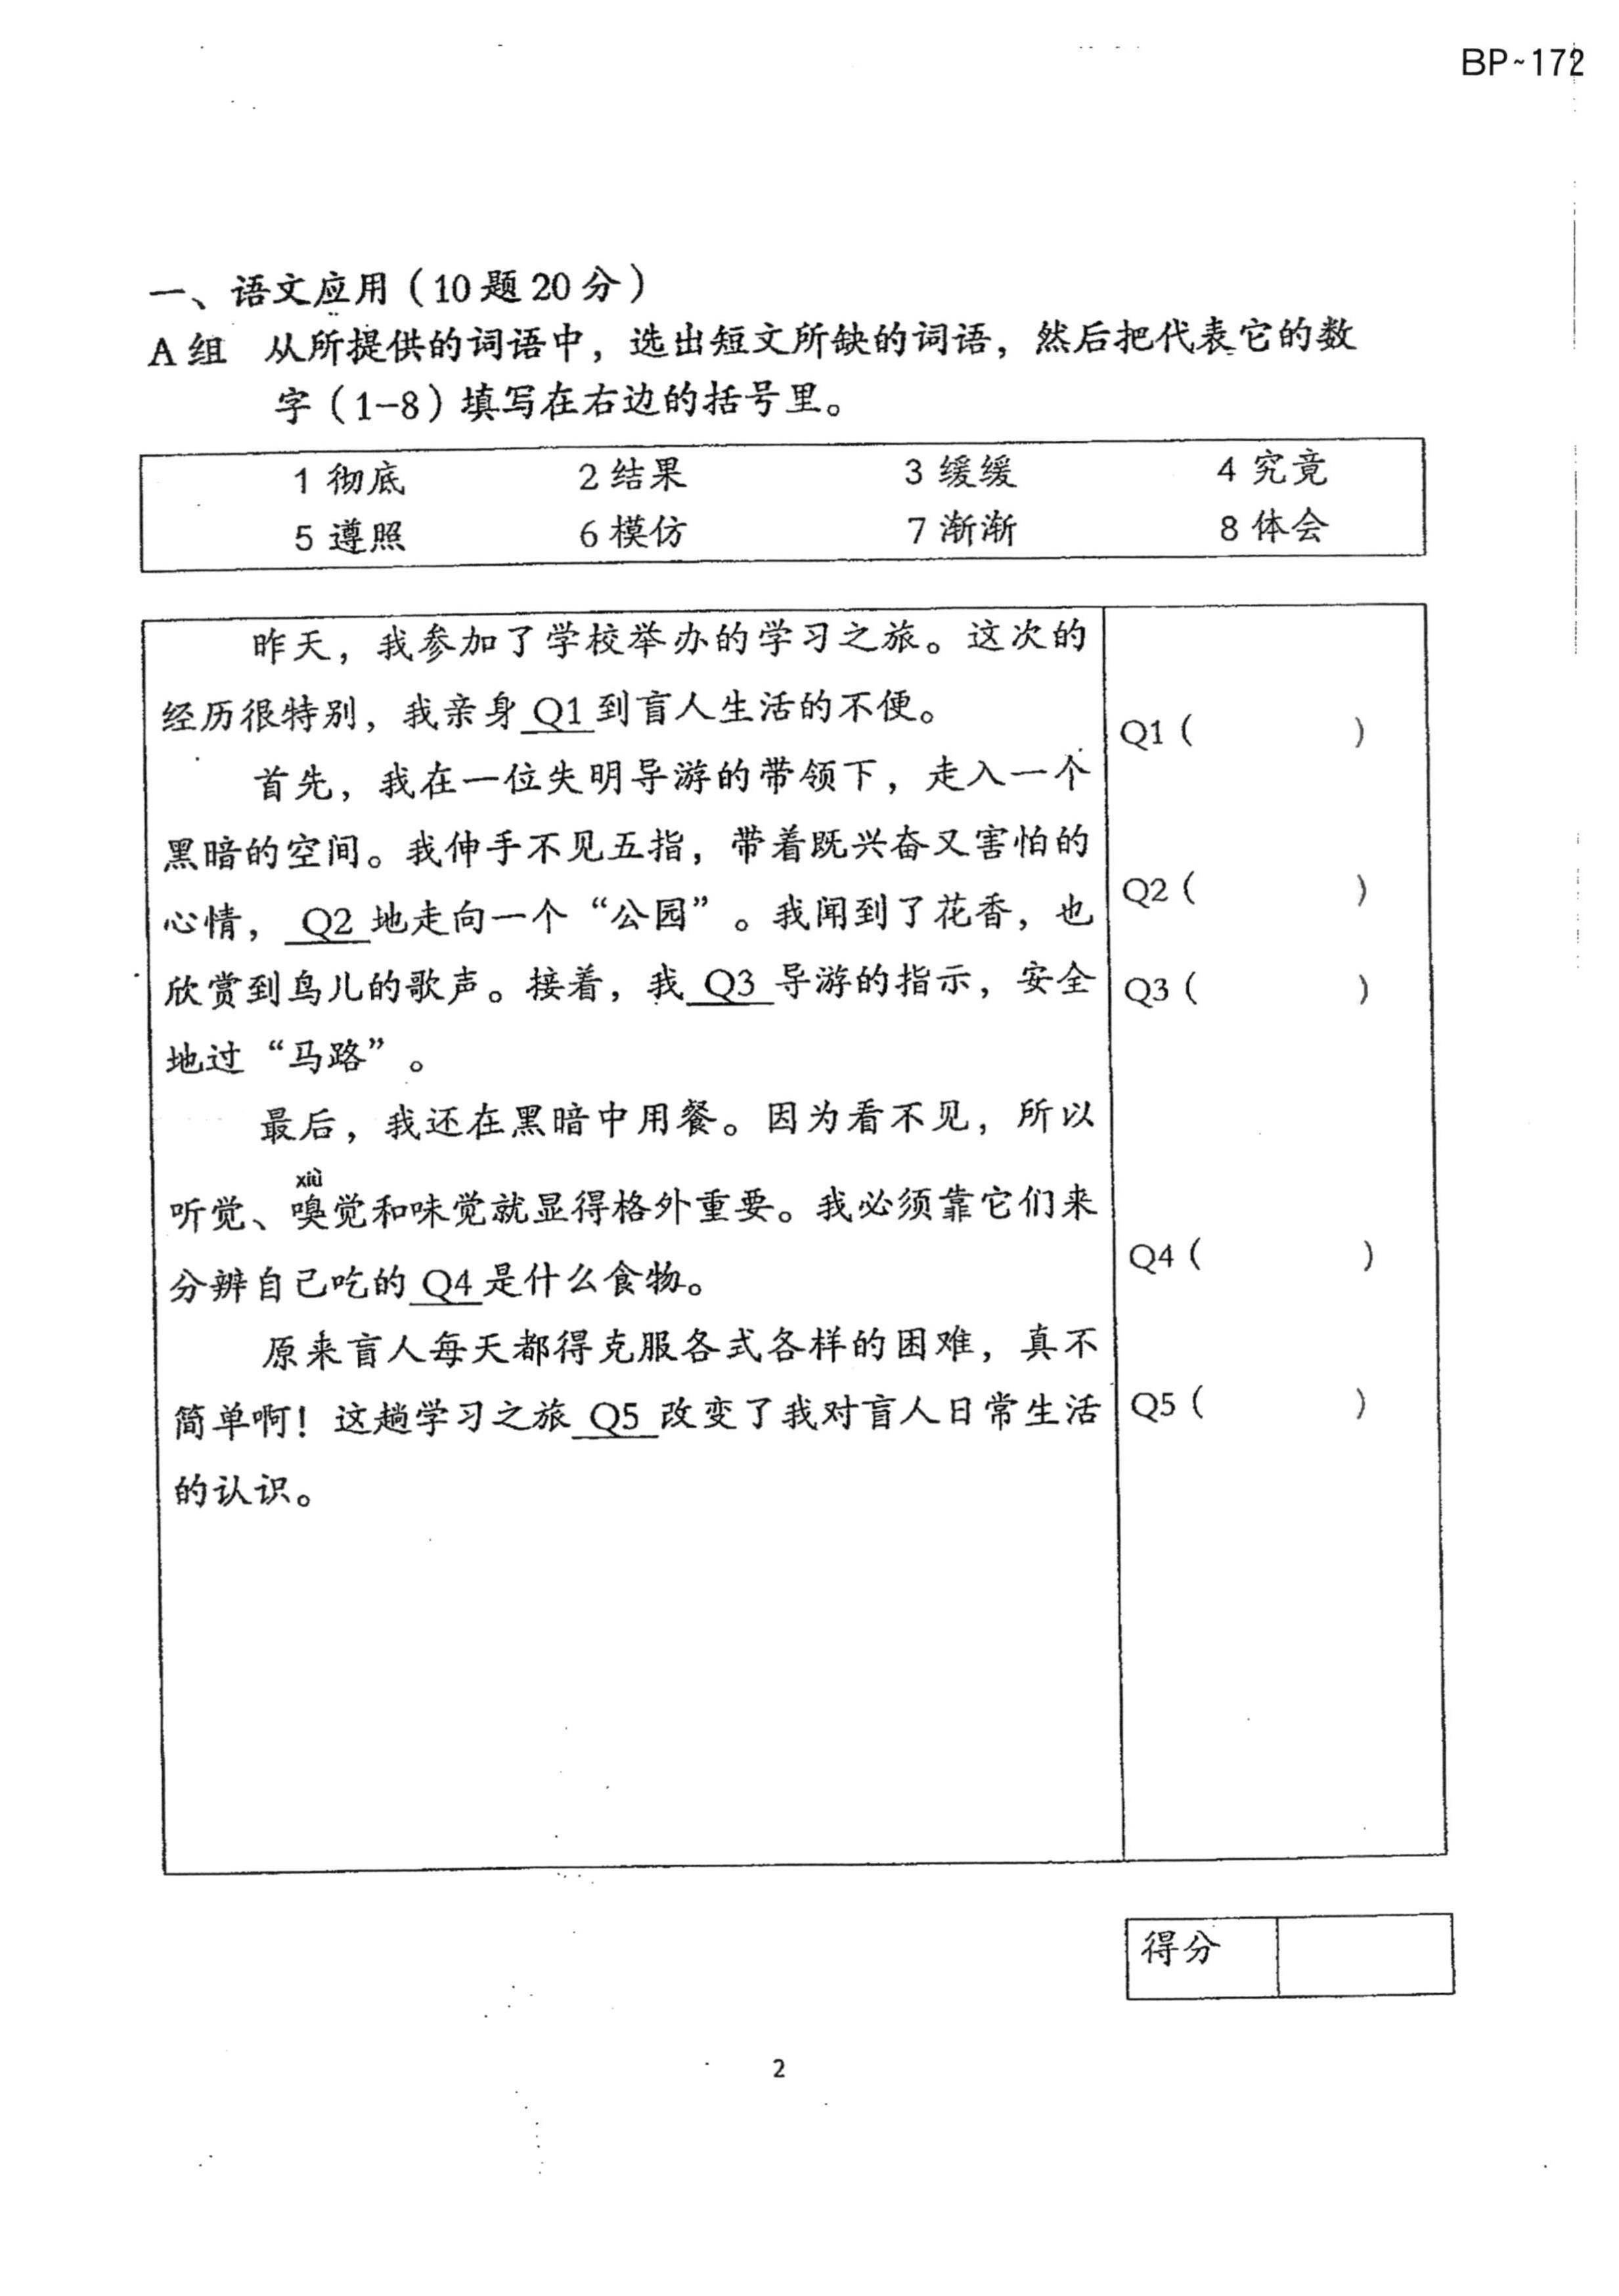 BP~172
一、语文应用（10题20分）
A组 从所提供的词语中，选出短文所缺的词语，然后把代表它的数
字（1-8）填写在右边的括号里。
1 彻底 2 结果 3 缓缓 4 究竟
5 遵照 6 模仿 7 渐渐 8 体会
昨天，我参加了学校举办的学习之旅。这次的
经历很特别，我亲身 Q1 到盲人生活的不便。
Q1（ ）
首先，我在一位失明导游的带领下，走入一个
黑暗的空间。我伸手不见五指，带着既兴奋又害怕的
心情， Q2 地走向一个“公园”。我闻到了花香，也
Q2（ ）
欣赏到鸟儿的歌声。接着，我 Q3 导游的指示，安全
Q3（ ）
地过“马路”。
最后，我还在黑暗中用餐。因为看不见，所以
xiù
听觉、嗅觉和味觉就显得格外重要。我必须靠它们来
分辨自己吃的 Q4 是什么食物。
Q4（ ）
原来盲人每天都得克服各式各样的困难，真不
简单啊！这趟学习之旅 Q5 改变了我对盲人日常生活
Q5（ ）
的认识。
得分
2